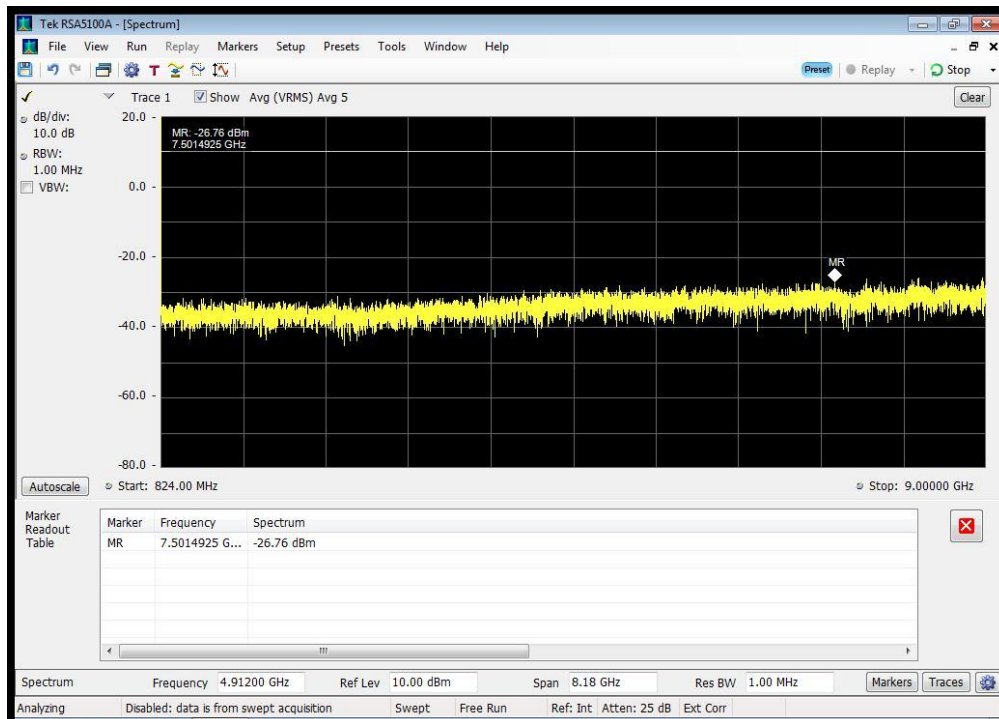 Tek RSA5100A - [Spectrum]
File View Run Replay Markers Setup Presets Tools Window Help
T Preset Replay Stop
Trace 1 Show Avg (VRMS) Avg 5 Clear
dB/div:
10.0 dB
RBW:
1.00 MHz
VBW:
20.0
0.0
-20.0
-40.0
-60.0
-80.0
MR: -26.76 dBm
7.5014925 GHz
MR
Autoscale Start: 824.00 MHz Stop: 9.00000 GHz
Marker
Readout
Table
Marker Frequency Spectrum
MR 7.5014925 G... -26.76 dBm
Spectrum Frequency 4.91200 GHz Ref Lev 10.00 dBm Span 8.18 GHz Res BW 1.00 MHz Markers Traces
Analyzing Disabled: data is from swept acquisition Swept Free Run Ref: Int Atten: 25 dB Ext Corr